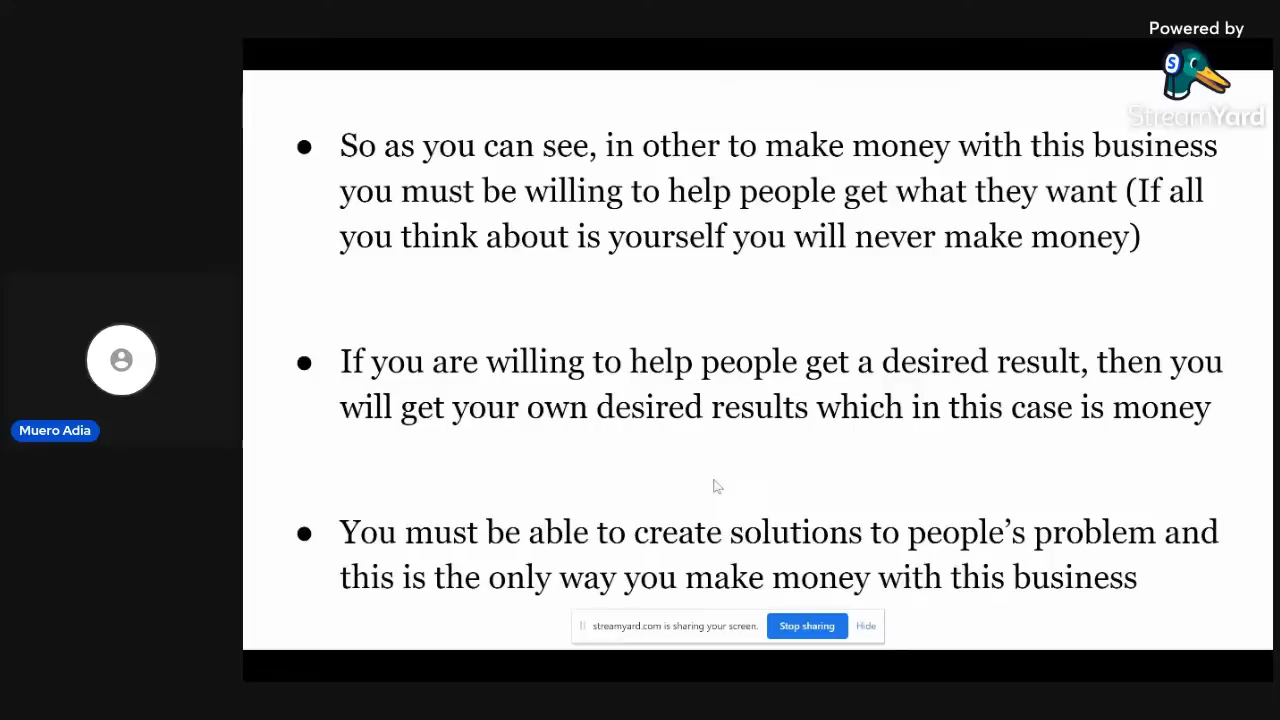 Powered by
StreamYard
● So as you can see, in other to make money with this business
you must be willing to help people get what they want (If all
you think about is yourself you will never make money)
● If you are willing to help people get a desired result, then you
will get your own desired results which in this case is money
Muero Adia
● You must be able to create solutions to people’s problem and
this is the only way you make money with this business
streamyard.com is sharing your screen. Stop sharing Hide